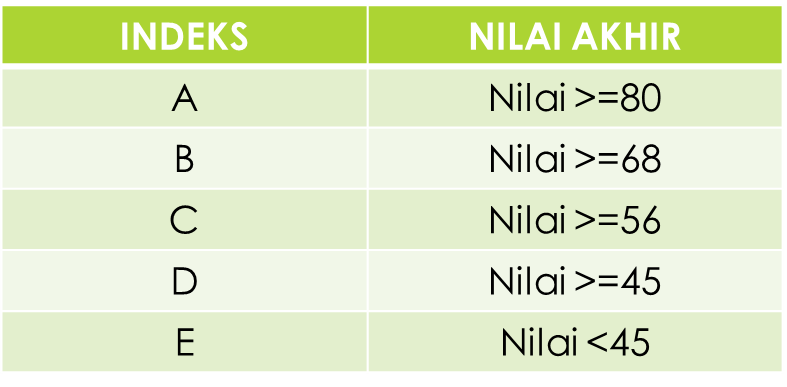 INDEKS NILAI AKHIR
A Nilai >=80
B Nilai >=68
C Nilai >=56
D Nilai >=45
E Nilai <45